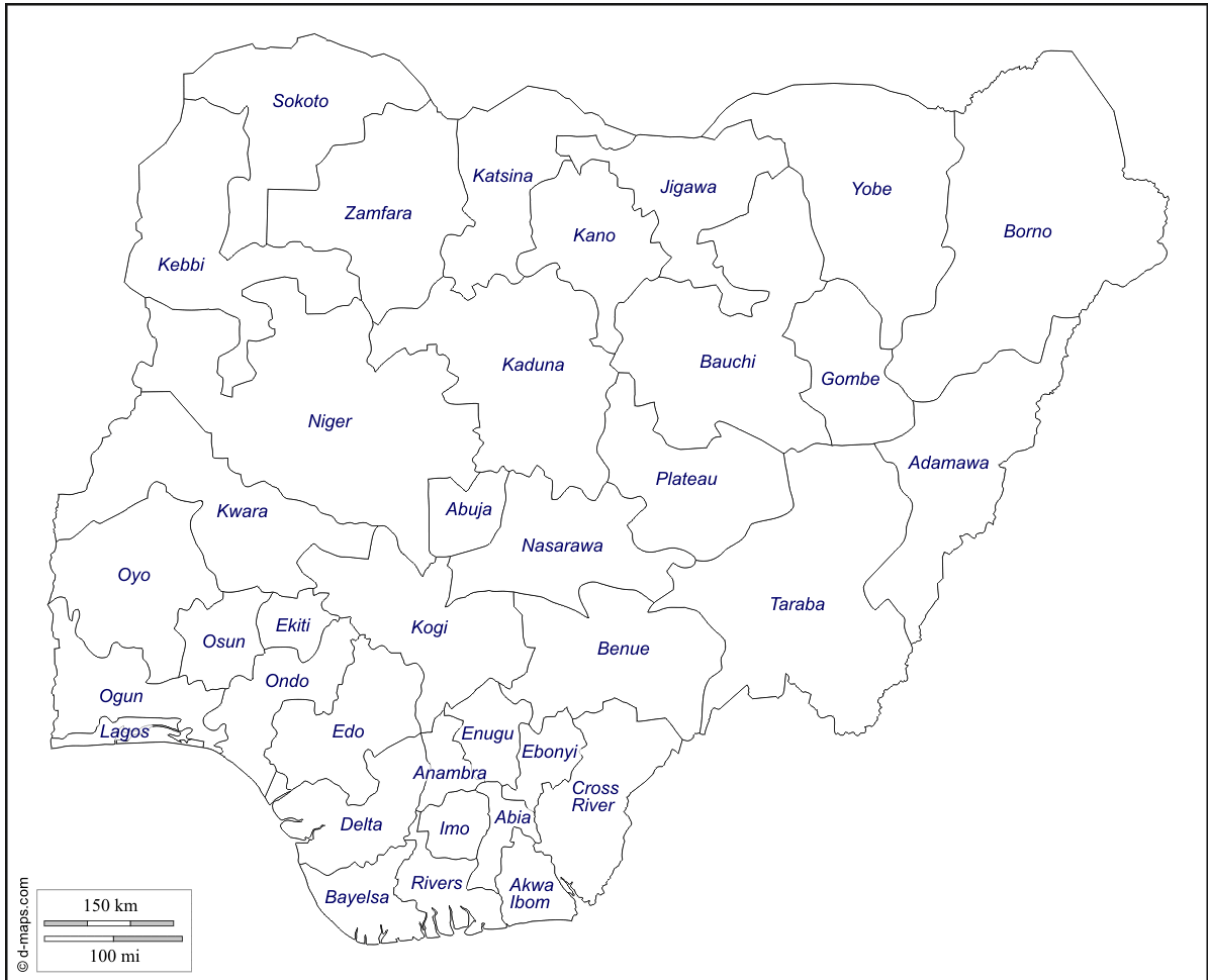 Sokoto
Katsina
Jigawa
Yobe
Zamfara
Kano
Borno
Kebbi
Kaduna
Bauchi
Gombe
Niger
Adamawa
Plateau
Abuja
Kwara
Nasarawa
Oyo
Taraba
Ekiti
Kogi
Osun
Benue
Ondo
Ogun
Lagos
Edo
Enugu
Ebonyi
Anambra
Cross
River
Delta
Imo
Abia
Rivers
Akwa
Ibom
Bayelsa
150 km
100 mi
© d-maps.com